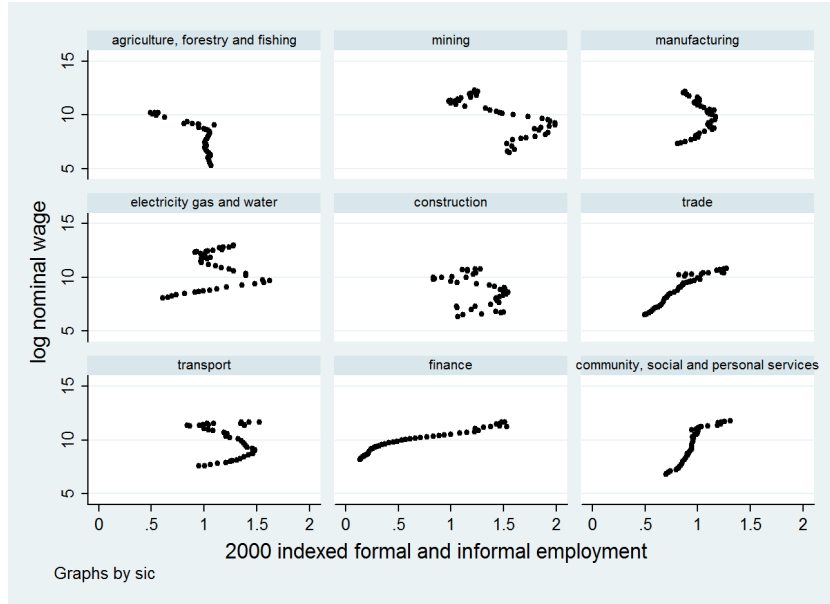 agriculture, forestry and fishing
mining
manufacturing
15
10
5
electricity gas and water
construction
trade
15
10
5
transport
finance
community, social and personal services
15
10
5
0 .5 1 1.5 2
0 .5 1 1.5 2
0 .5 1 1.5 2
log nominal wage
2000 indexed formal and informal employment
Graphs by sic